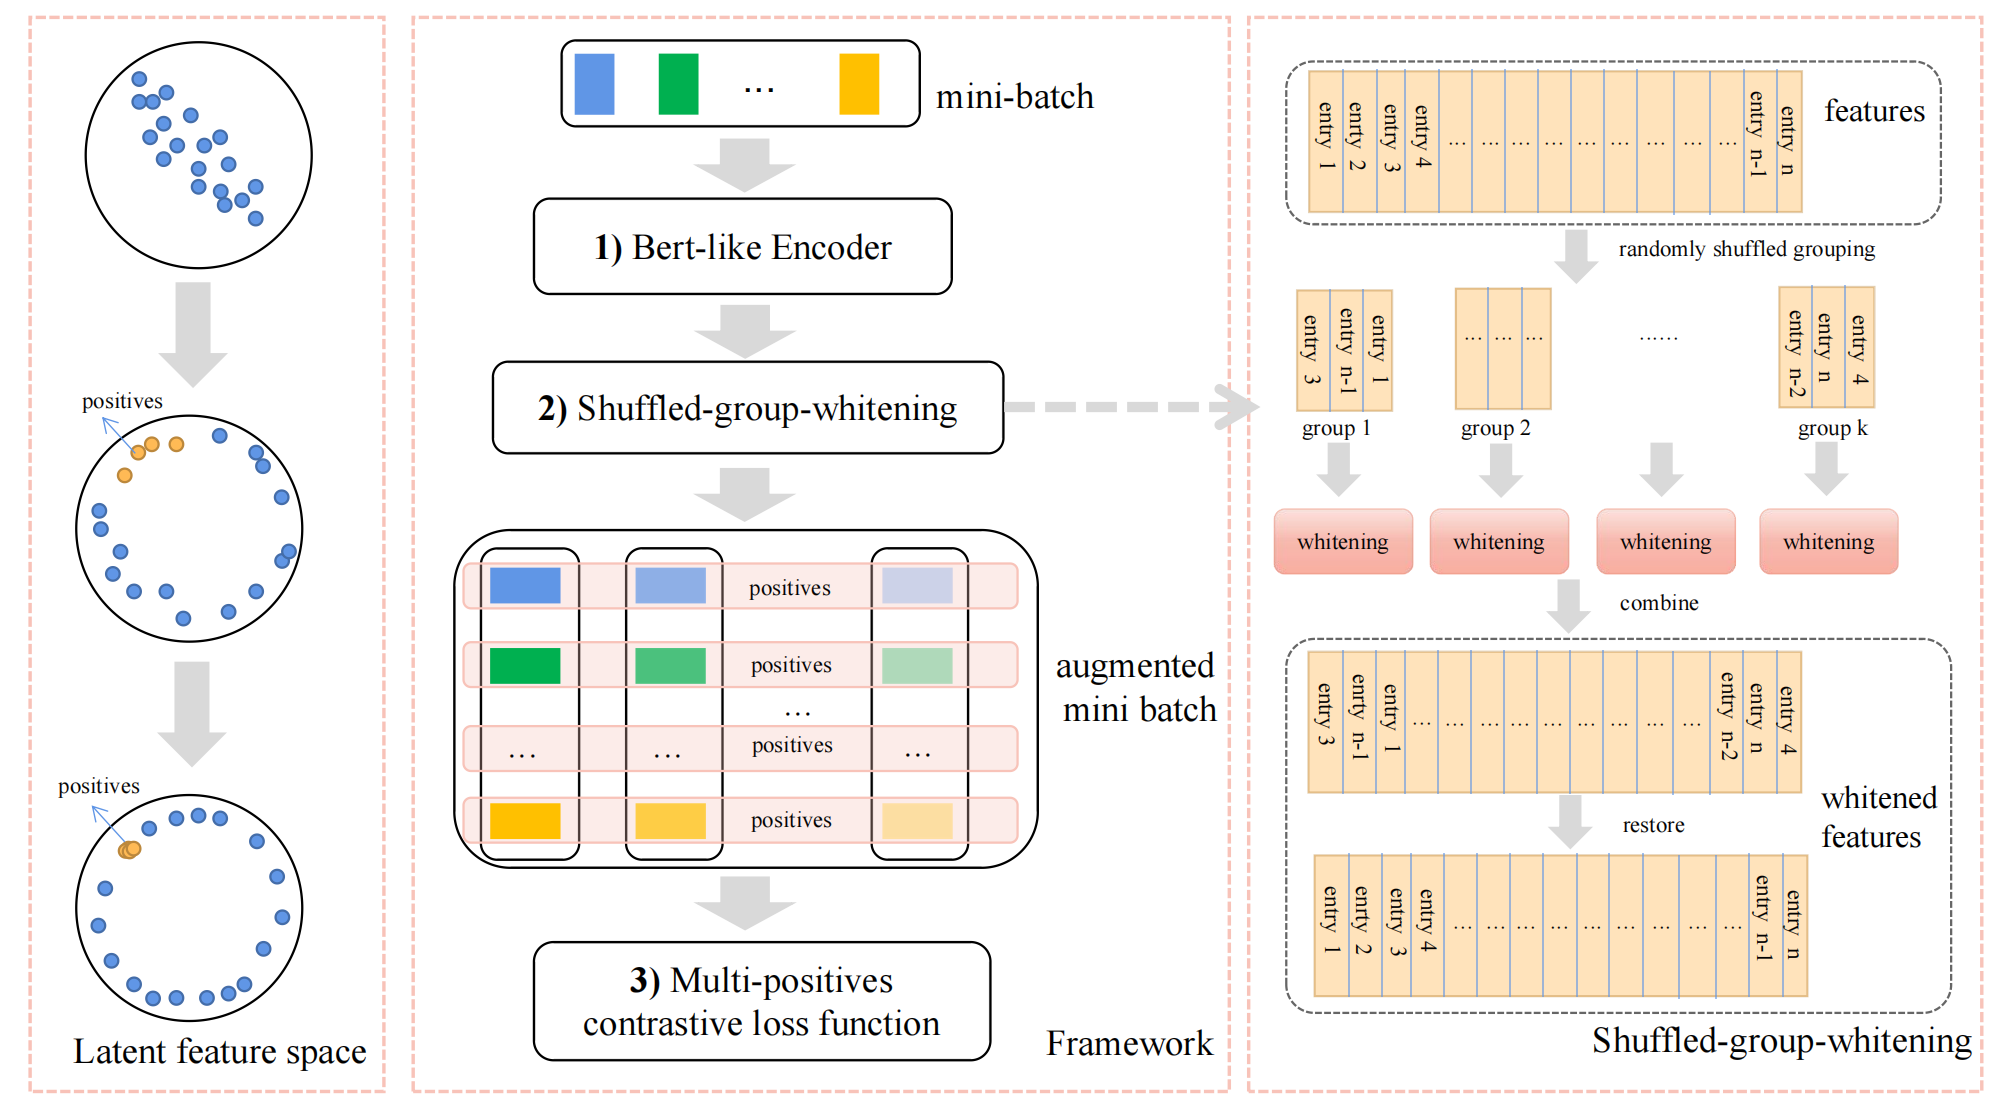 positives
positives
Latent feature space
...
mini-batch
1) Bert-like Encoder
2) Shuffled-group-whitening
positives
positives
...
... ... positives ...
positives
augmented
mini batch
3) Multi-positives
contrastive loss function
Framework
entry 1
enrty 2
entry 3
entry 4
... ... ... ... ... ... ... ... ...
entry n-1
entry n
features
randomly shuffled grouping
entry 3
entry n-1
entry 1
... ... ...
......
entry n-2
entry n
entry 4
group 1
group 2
group k
whitening
whitening
whitening
whitening
combine
entry 3
enrty n-1
entry 1
... ... ... ... ... ... ... ... ...
entry n-2
entry n
entry 4
restore
whitened
features
entry 1
enrty 2
entry 3
entry 4
... ... ... ... ... ... ... ... ...
entry n-1
entry n
Shuffled-group-whitening